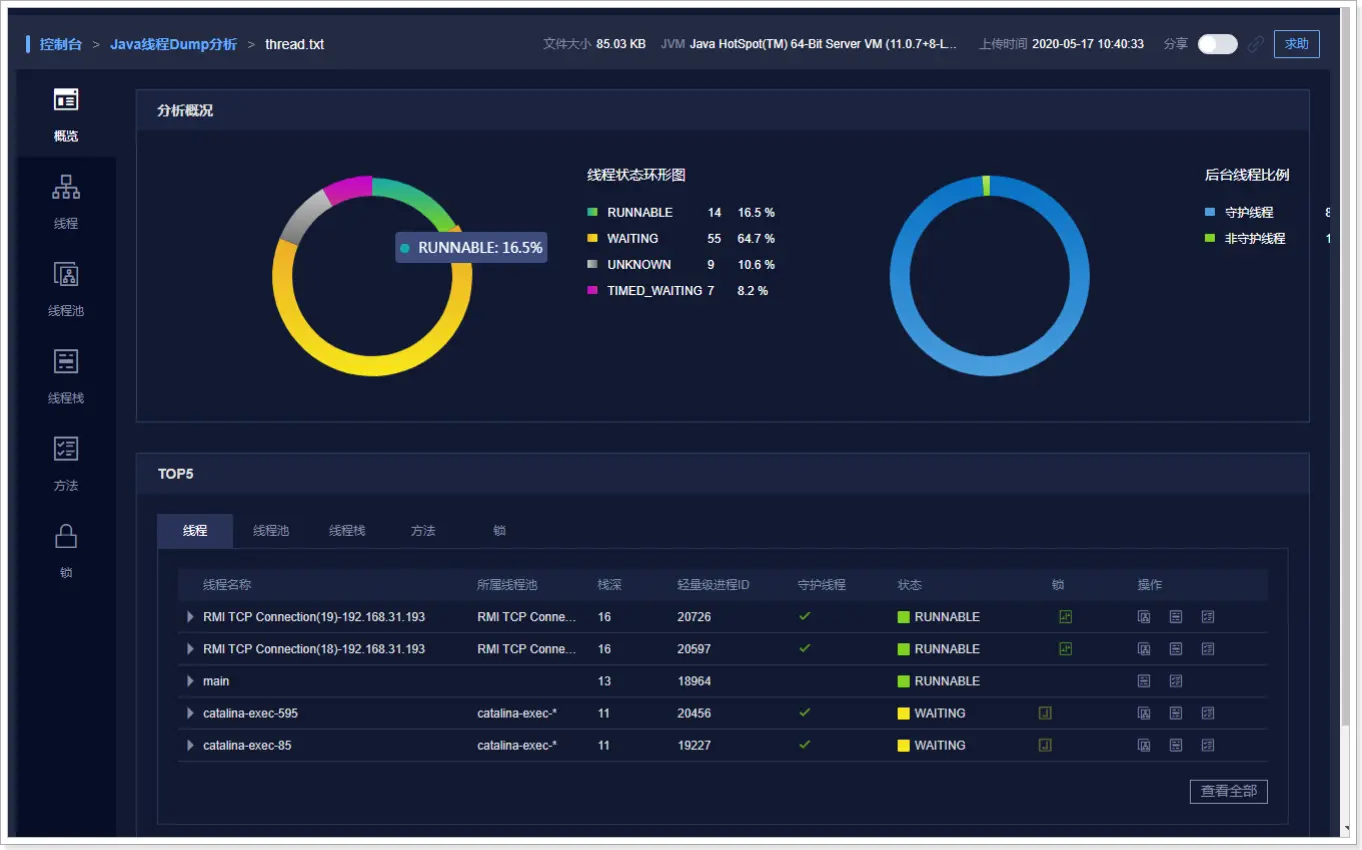 控制台 > Java线程Dump分析 > thread.txt 文件大小 85.03 KB JVM Java HotSpot(TM) 64-Bit Server VM (11.0.7+8-L... 上传时间 2020-05-17 10:40:33 分享 求助
概览
线程
线程池
线程栈
方法
锁
分析概况
RUNNABLE: 16.5%
线程状态环形图
RUNNABLE 14 16.5 %
WAITING 55 64.7 %
UNKNOWN 9 10.6 %
TIMED_WAITING 7 8.2 %
后台线程比例
守护线程 8
非守护线程 1
TOP5
线程 线程池 线程栈 方法 锁
线程名称 所属线程池 栈深 轻量级进程ID 守护线程 状态 锁 操作
RMI TCP Connection(19)-192.168.31.193 RMI TCP Conne... 16 20726 RUNNABLE
RMI TCP Connection(18)-192.168.31.193 RMI TCP Conne... 16 20597 RUNNABLE
main 13 18964 RUNNABLE
catalina-exec-595 catalina-exec-* 11 20456 WAITING
catalina-exec-85 catalina-exec-* 11 19227 WAITING
查看全部